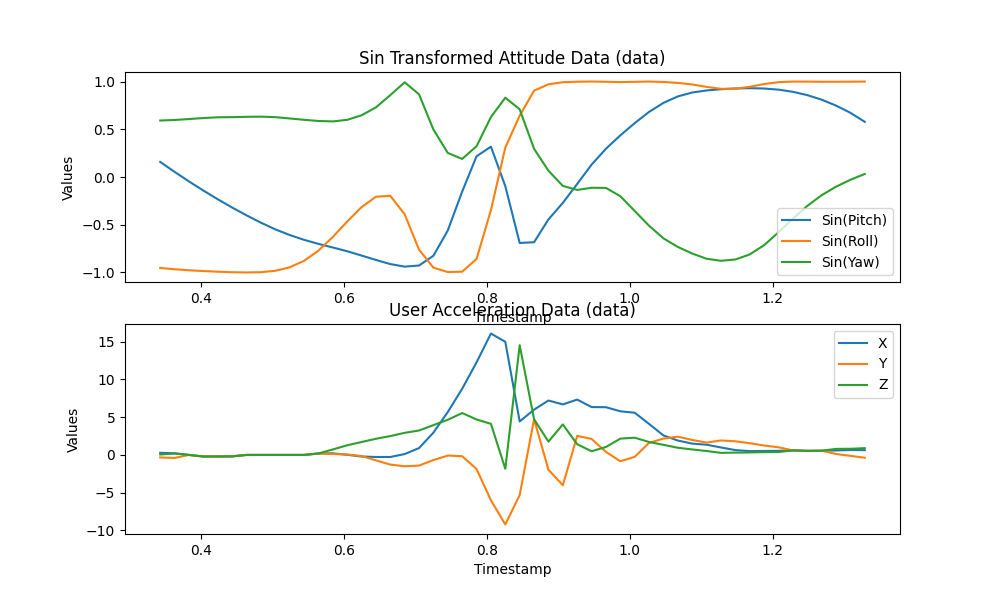 Sin Transformed Attitude Data (data)
1.0
0.5
0.0
−0.5
−1.0
Values
Sin(Pitch)
Sin(Roll)
Sin(Yaw)
0.4 0.6 0.8 1.0 1.2
Timestamp
User Acceleration Data (data)
15
10
5
0
−5
−10
Values
X
Y
Z
0.4 0.6 0.8 1.0 1.2
Timestamp